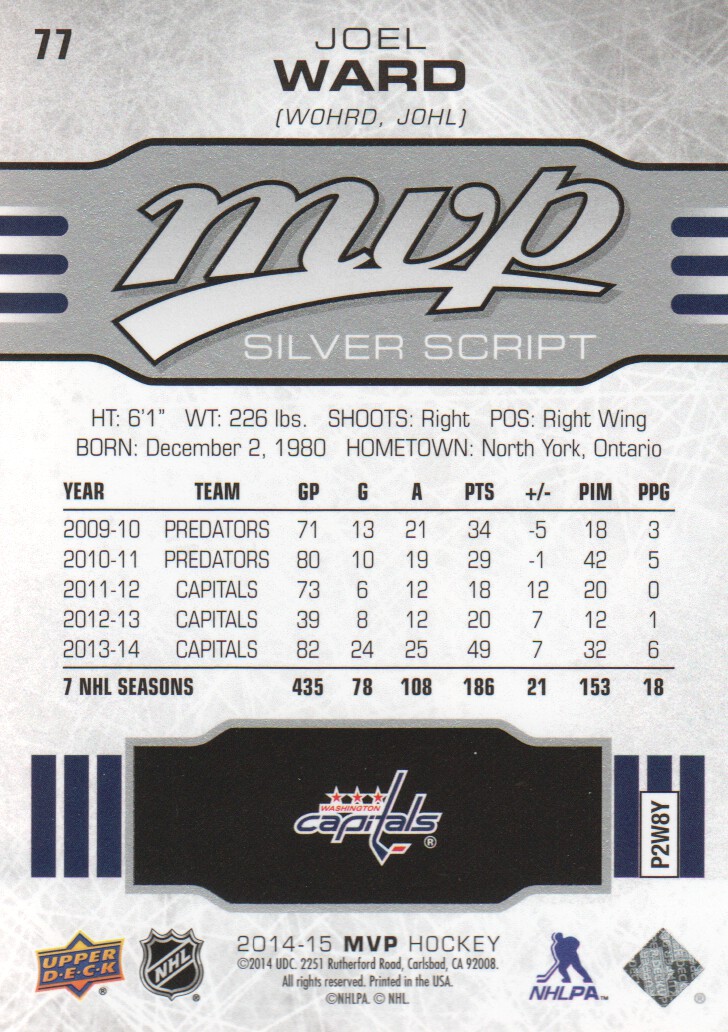 77
JOEL
WARD
(WOHRD, JOHL)
mvp
SILVER SCRIPT
HT: 6'1" WT: 226 lbs. SHOOTS: Right POS: Right Wing
BORN: December 2, 1980 HOMETOWN: North York, Ontario
YEAR TEAM GP G A PTS +/- PIM PPG
2009-10 PREDATORS 71 13 21 34 -5 18 3
2010-11 PREDATORS 80 10 19 29 -1 42 5
2011-12 CAPITALS 73 6 12 18 12 20 0
2012-13 CAPITALS 39 8 12 20 7 12 1
2013-14 CAPITALS 82 24 25 49 7 32 6
7 NHL SEASONS 435 78 108 186 21 153 18
WASHINGTON
capitals®
P2W8Y
UPPER
D·E·C·K
®
NHL
®
2014-15 MVP HOCKEY
©2014 UDC. 2251 Rutherford Road, Carlsbad, CA 92008.
All rights reserved. Printed in the USA.
©NHLPA. © NHL.
NHLPA™
®